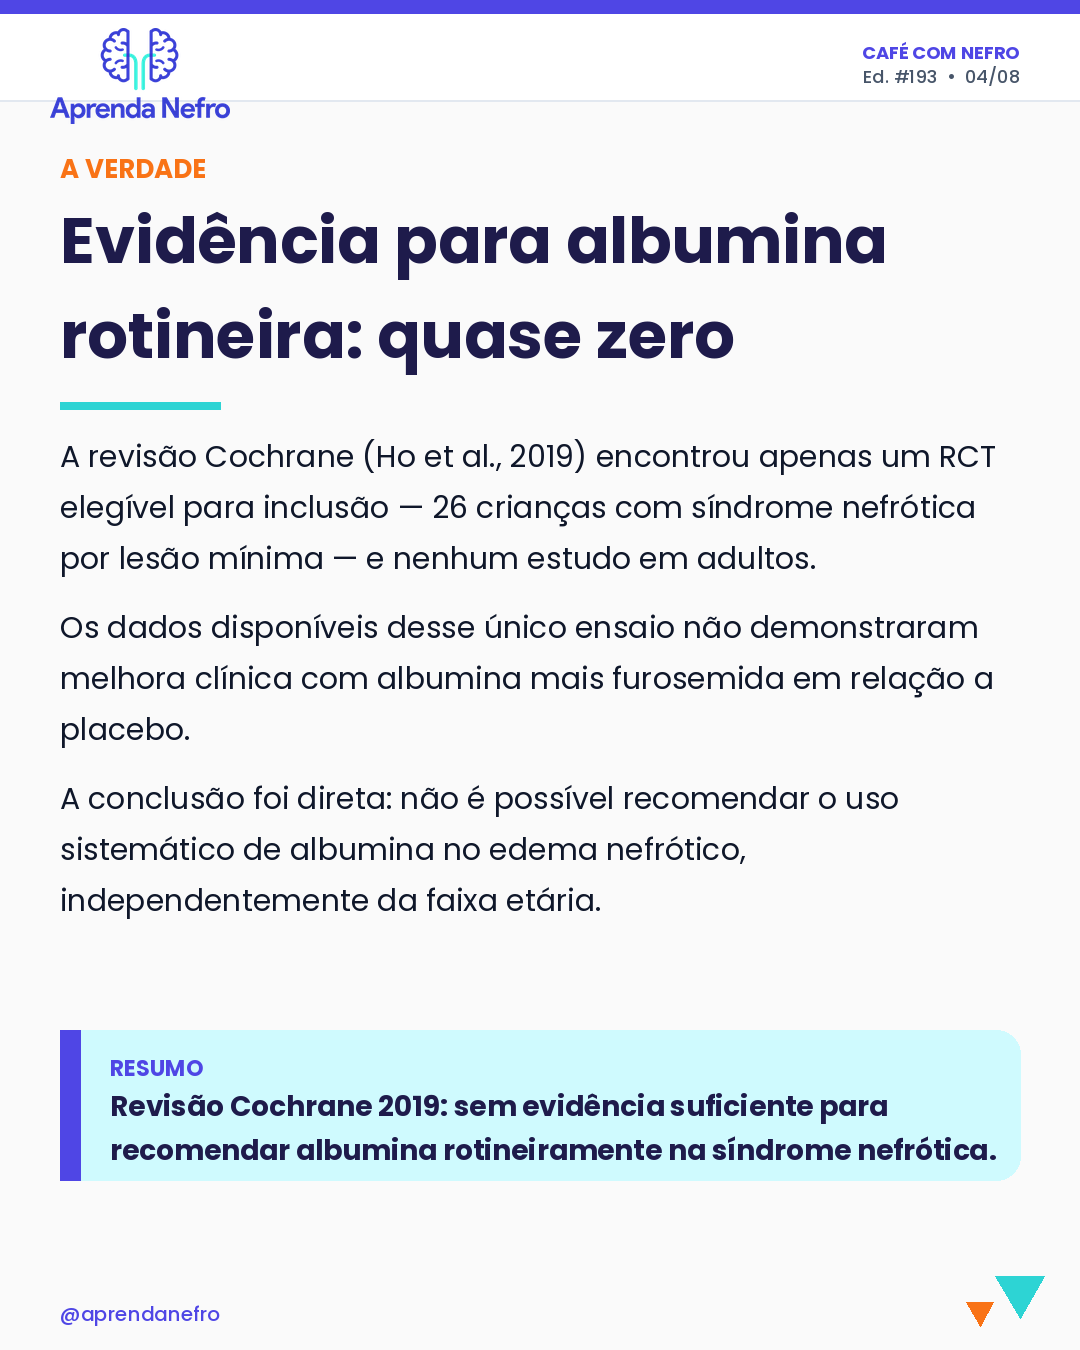 Aprenda Nefro
CAFÉ COM NEFRO
Ed. #193 • 04/08
A VERDADE
Evidência para albumina
rotineira: quase zero
A revisão Cochrane (Ho et al., 2019) encontrou apenas um RCT
elegível para inclusão — 26 crianças com síndrome nefrótica
por lesão mínima — e nenhum estudo em adultos.
Os dados disponíveis desse único ensaio não demonstraram
melhora clínica com albumina mais furosemida em relação a
placebo.
A conclusão foi direta: não é possível recomendar o uso
sistemático de albumina no edema nefrótico,
independentemente da faixa etária.
RESUMO
Revisão Cochrane 2019: sem evidência suficiente para
recomendar albumina rotineiramente na síndrome nefrótica.
@aprendanefro